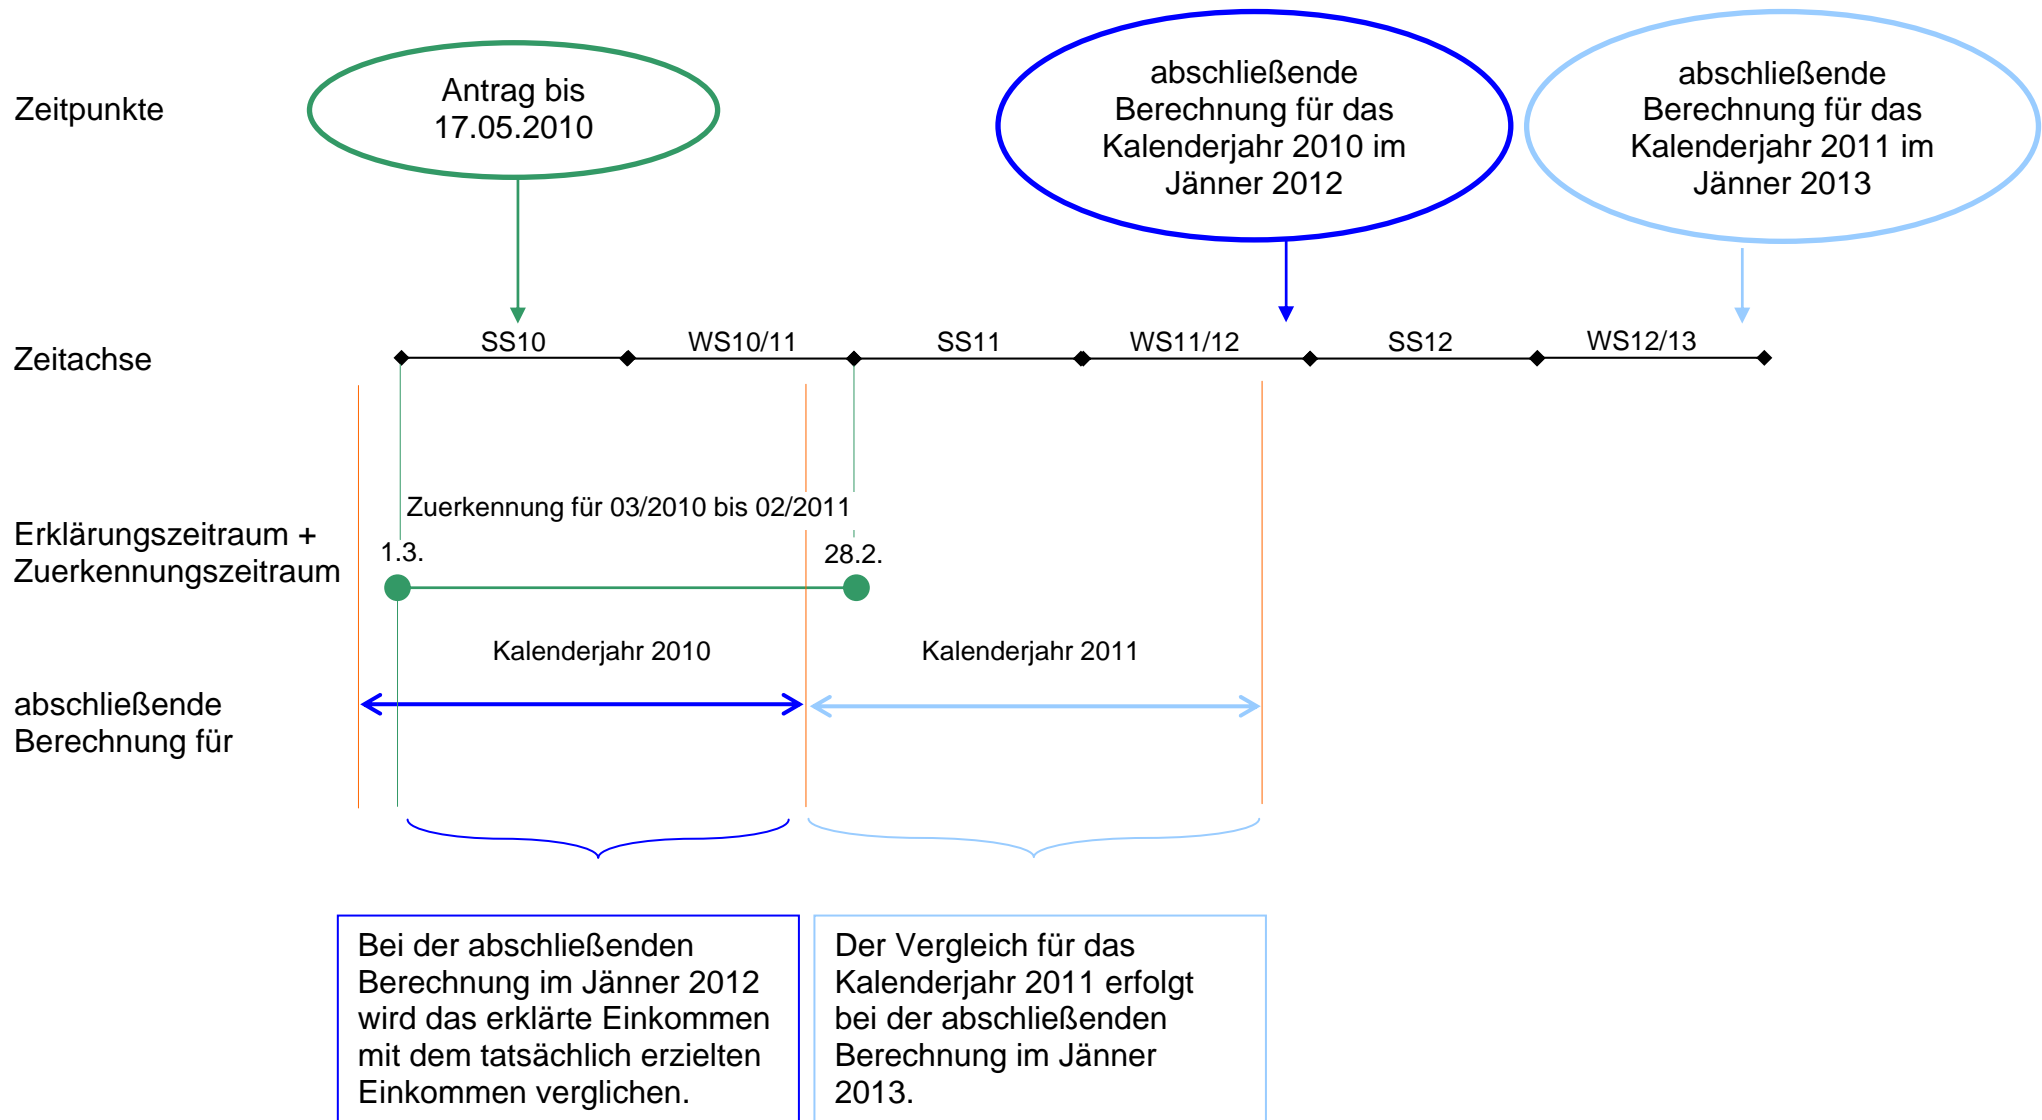 Zeitpunkte
Antrag bis
17.05.2010
abschließende
Berechnung für das
Kalenderjahr 2010 im
Jänner 2012
abschließende
Berechnung für das
Kalenderjahr 2011 im
Jänner 2013
Zeitachse
SS10
WS10/11
SS11
WS11/12
SS12
WS12/13
Erklärungszeitraum +
Zuerkennungszeitraum
Zuerkennung für 03/2010 bis 02/2011
1.3.
28.2.
abschließende
Berechnung für
Kalenderjahr 2010
Kalenderjahr 2011
Bei der abschließenden
Berechnung im Jänner 2012
wird das erklärte Einkommen
mit dem tatsächlich erzielten
Einkommen verglichen.
Der Vergleich für das
Kalenderjahr 2011 erfolgt
bei der abschließenden
Berechnung im Jänner
2013.